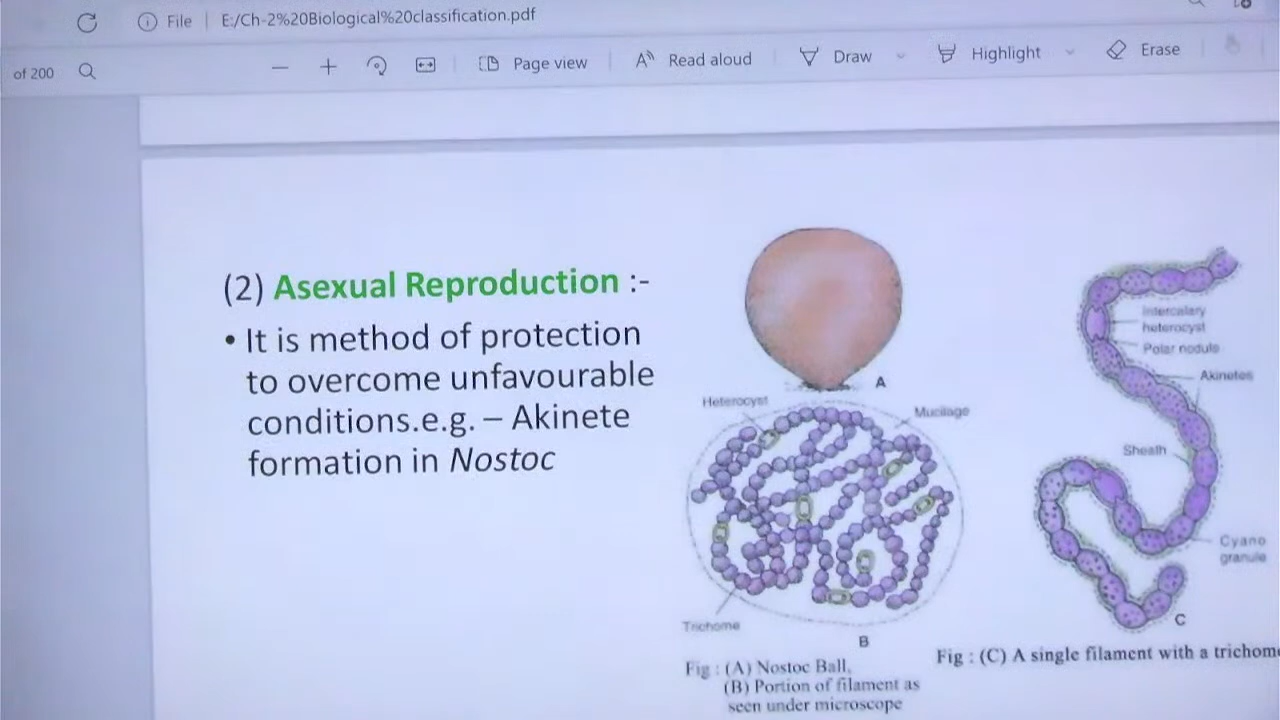 File | E:/Ch-2%20Biological%20classification.pdf
of 200
Page view
Read aloud
Draw
Highlight
Erase
(2) Asexual Reproduction :-
• It is method of protection
to overcome unfavourable
conditions.e.g. – Akinete
formation in Nostoc
A
Heterocyst
Mucilage
Trichome
B
Fig : (A) Nostoc Ball,
(B) Portion of filament as
seen under microscope
Intercalary
heterocyst
Polar nodule
Akinetes
Sheath
Cyano
granule
C
Fig : (C) A single filament with a trichome